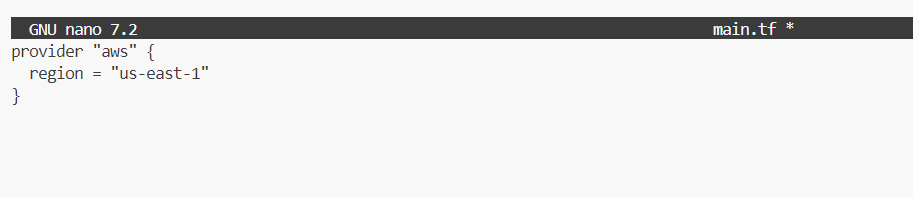 GNU nano 7.2 main.tf *
provider "aws" {
  region = "us-east-1"
}